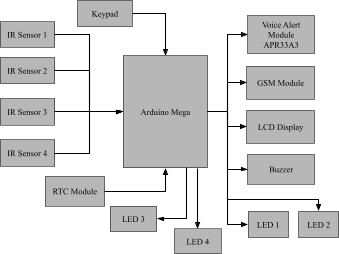 Keypad
IR Sensor 1
Voice Alert
Module
APR33A3
IR Sensor 2
GSM Module
IR Sensor 3
Arduino Mega
LCD Display
IR Sensor 4
Buzzer
RTC Module
LED 3
LED 1
LED 2
LED 4